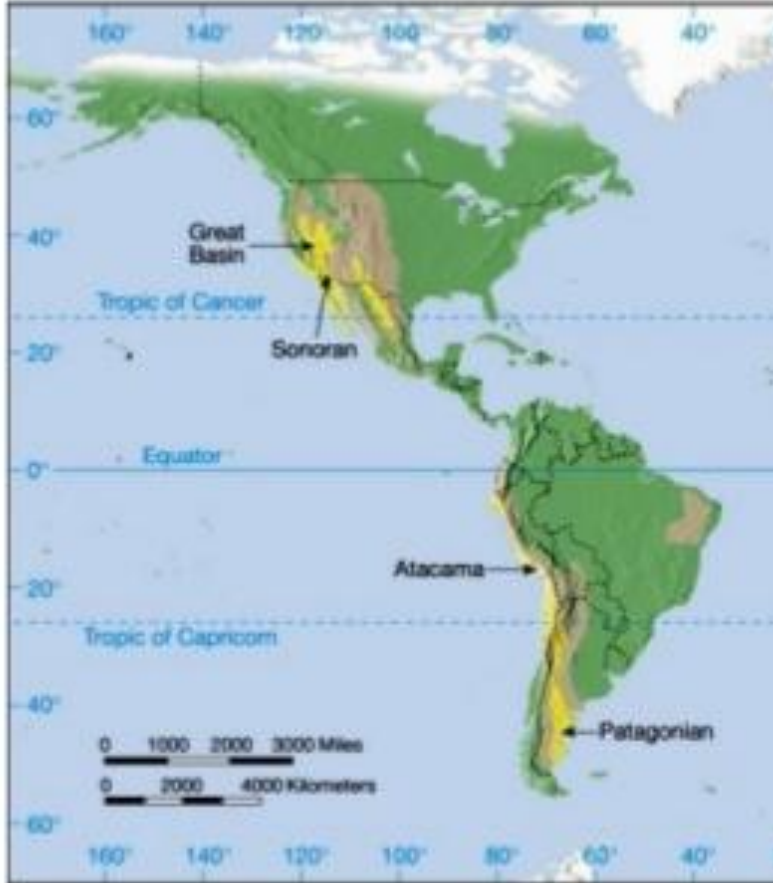 160° 140° 120° 100° 80° 60° 40°
60°
40°
Great
Basin
Tropic of Cancer
Sonoran
20°
Equator
0°
Atacama
20°
Tropic of Capricorn
40°
Patagonian
0 1000 2000 3000 Miles
0 2000 4000 Kilometers
60°
160° 140° 120° 100° 80° 60° 40°